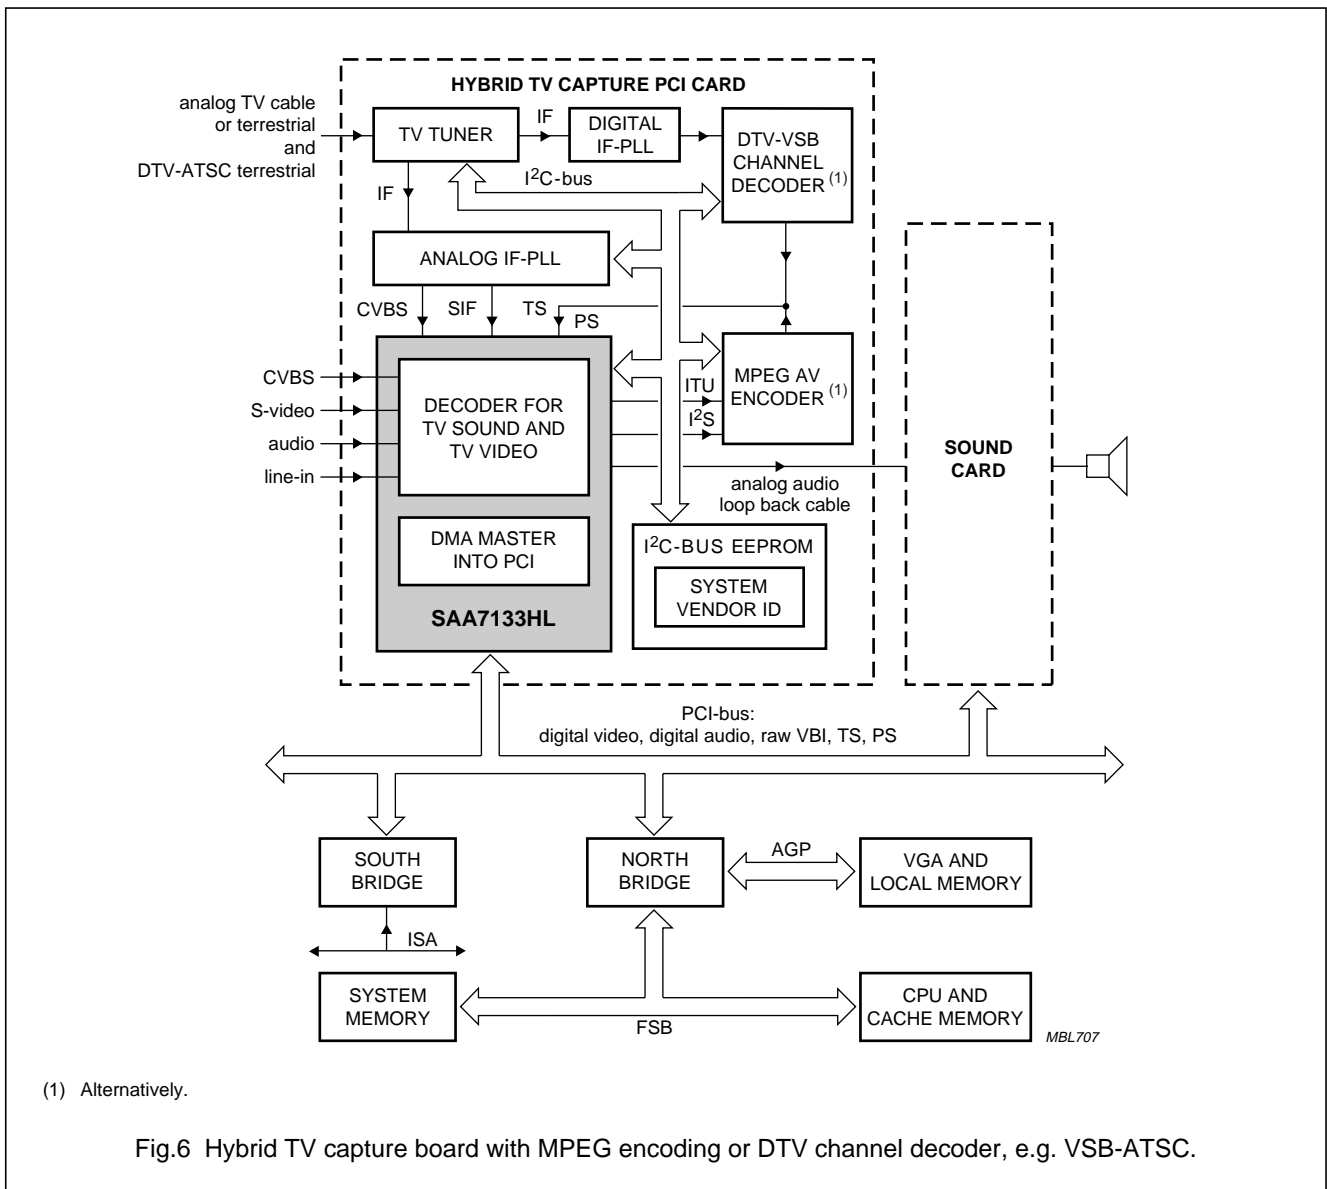 HYBRID TV CAPTURE PCI CARD
analog TV cable
or terrestrial
and
DTV-ATSC terrestrial
TV TUNER
IF
DIGITAL
IF-PLL
DTV-VSB
CHANNEL
DECODER (1)
I2C-bus
IF
ANALOG IF-PLL
CVBS
SIF
TS
PS
CVBS
S-video
audio
line-in
DECODER FOR
TV SOUND AND
TV VIDEO
ITU
I2S
MPEG AV
ENCODER (1)
analog audio
loop back cable
SOUND
CARD
DMA MASTER
INTO PCI
SAA7133HL
I2C-BUS EEPROM
SYSTEM
VENDOR ID
PCI-bus:
digital video, digital audio, raw VBI, TS, PS
SOUTH
BRIDGE
NORTH
BRIDGE
AGP
VGA AND
LOCAL MEMORY
ISA
SYSTEM
MEMORY
FSB
CPU AND
CACHE MEMORY
MBL707
(1) Alternatively.
Fig.6 Hybrid TV capture board with MPEG encoding or DTV channel decoder, e.g. VSB-ATSC.